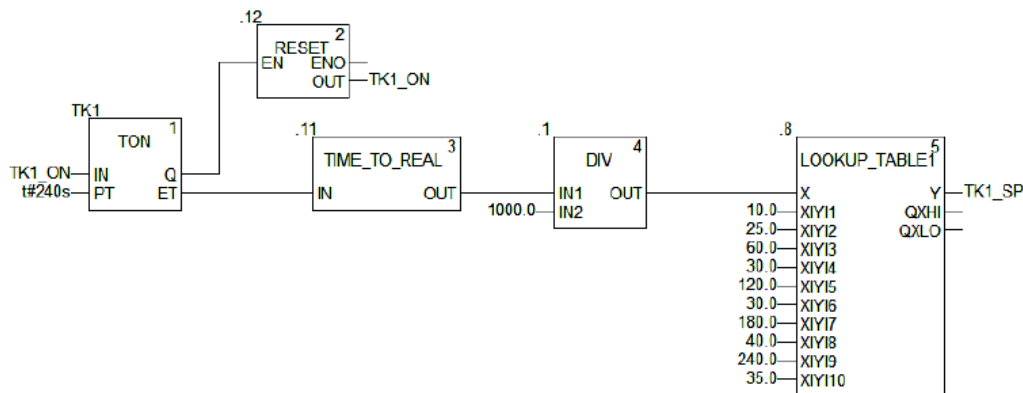 .12
2
RESET
EN ENO
OUT TK1_ON
TK1
1
TON
TK1_ON IN Q
t#240s PT ET
.11
3
TIME_TO_REAL
IN OUT
.1
4
DIV
IN1 OUT
1000.0 IN2
.8
5
LOOKUP_TABLE1
X Y TK1_SP
10.0 XIYI1 QXHI
25.0 XIYI2 QXLO
60.0 XIYI3
30.0 XIYI4
120.0 XIYI5
30.0 XIYI6
180.0 XIYI7
40.0 XIYI8
240.0 XIYI9
35.0 XIYI10